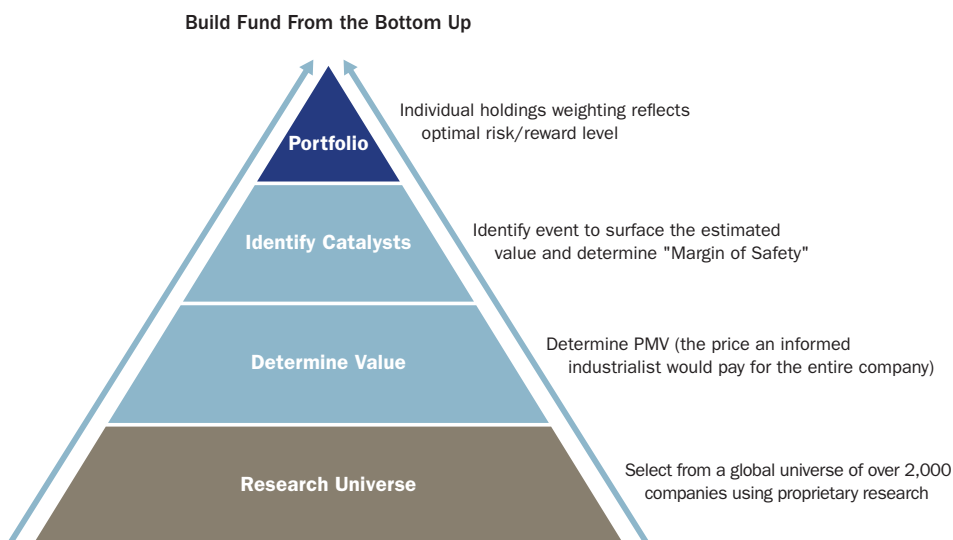 Build Fund From the Bottom Up
Portfolio
Individual holdings weighting reflects
optimal risk/reward level
Identify Catalysts
Identify event to surface the estimated
value and determine "Margin of Safety"
Determine Value
Determine PMV (the price an informed
industrialist would pay for the entire company)
Research Universe
Select from a global universe of over 2,000
companies using proprietary research